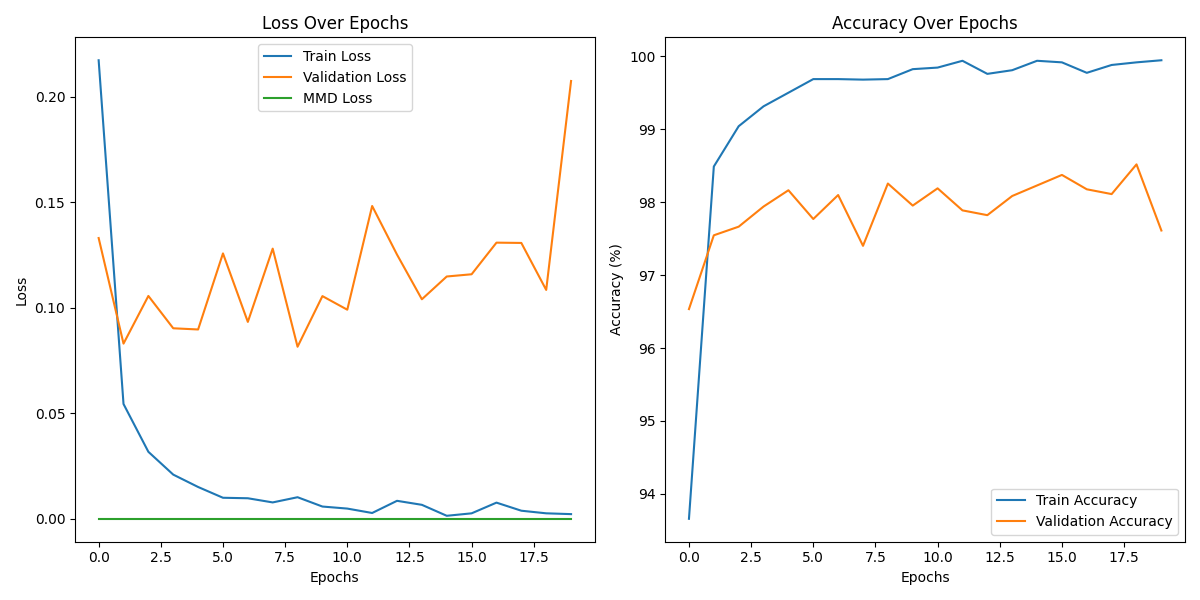 Loss Over Epochs
Train Loss
Validation Loss
MMD Loss
0.20
0.15
0.10
0.05
0.00
Loss
0.0 2.5 5.0 7.5 10.0 12.5 15.0 17.5
Epochs
Accuracy Over Epochs
100
99
98
97
96
95
94
Accuracy (%)
Train Accuracy
Validation Accuracy
0.0 2.5 5.0 7.5 10.0 12.5 15.0 17.5
Epochs